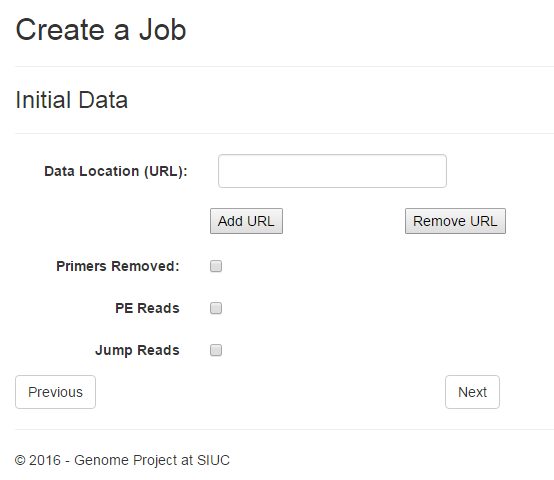 Create a Job
Initial Data
Data Location (URL):
Add URL Remove URL
Primers Removed:
PE Reads
Jump Reads
Previous Next
© 2016 - Genome Project at SIUC